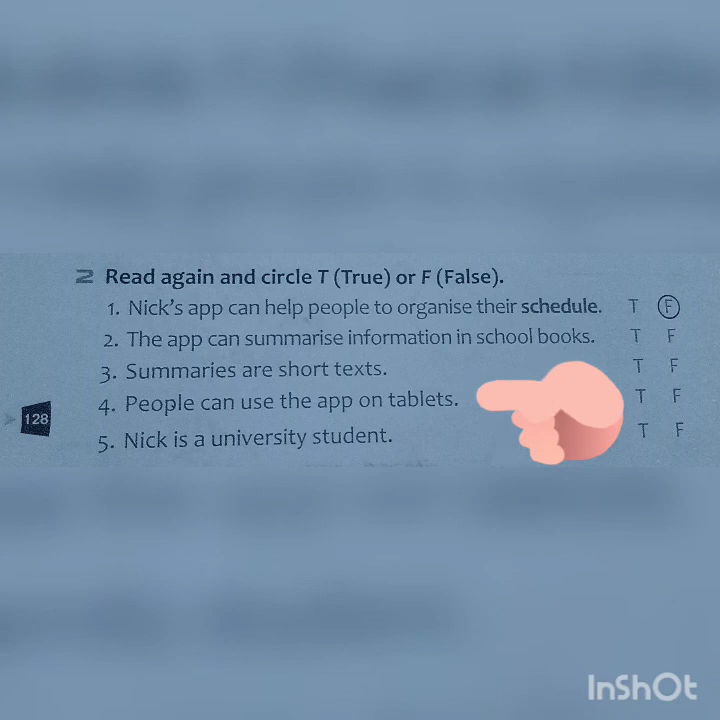 2 Read again and circle T (True) or F (False).
1. Nick's app can help people to organise their schedule. T F
2. The app can summarise information in school books. T F
3. Summaries are short texts. T F
4. People can use the app on tablets. T F
128
5. Nick is a university student. T F
InShOt